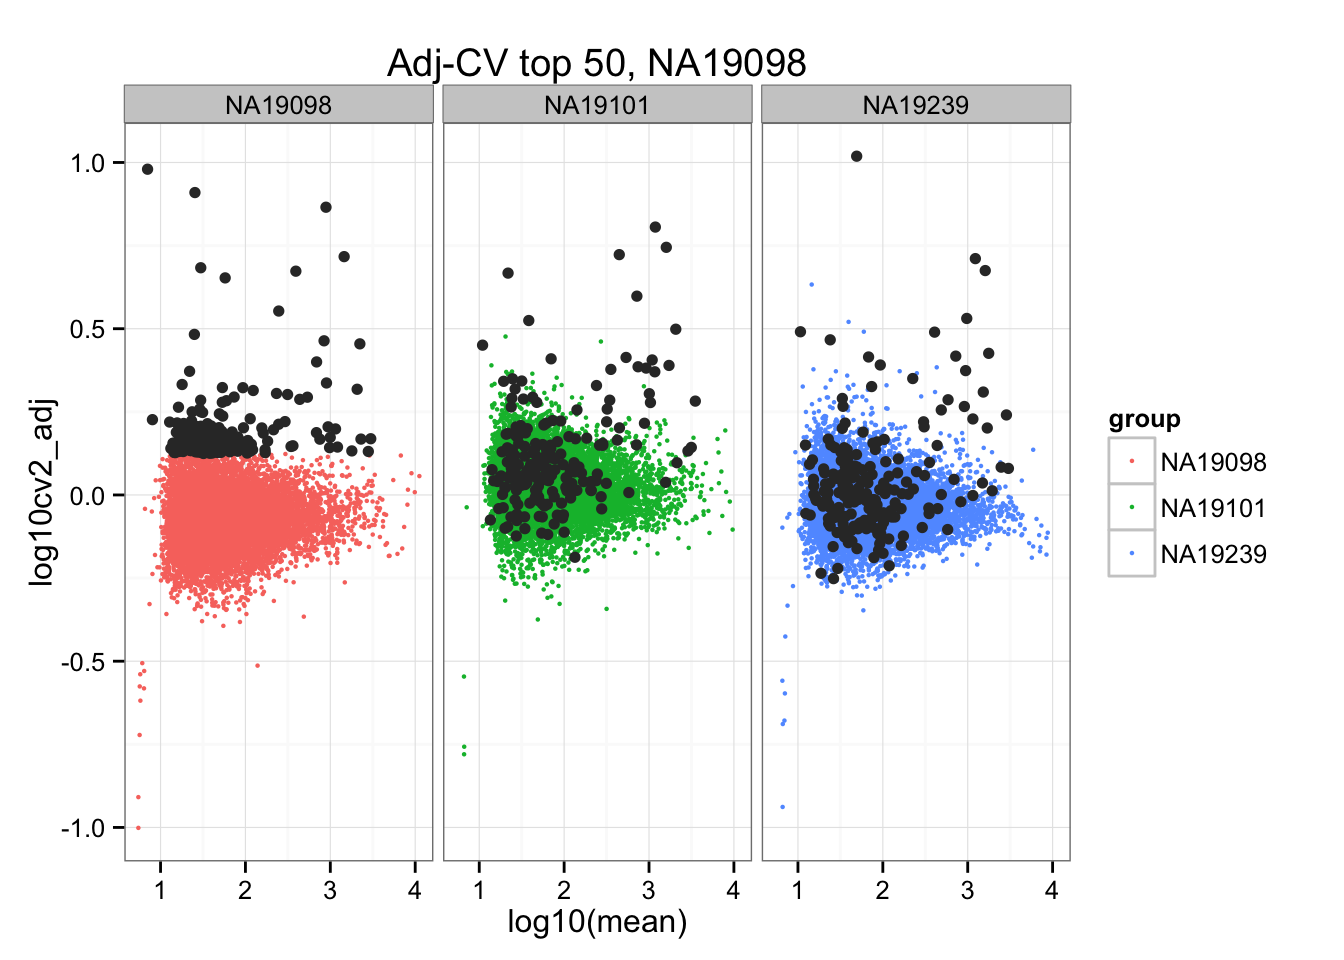 Adj-CV top 50, NA19098
NA19098 NA19101 NA19239
1.0
0.5
0.0
-0.5
-1.0
log10cv2_adj
1 2 3 4 1 2 3 4 1 2 3 4
log10(mean)
group
NA19098
NA19101
NA19239